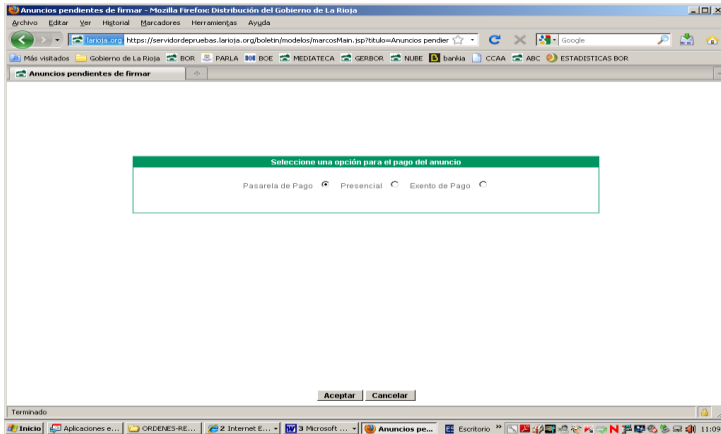 Anuncios pendientes de firmar - Mozilla Firefox: Distribución del Gobierno de La Rioja
Archivo Editar Ver Historial Marcadores Herramientas Ayuda
larioja.org https://servidordepruebas.larioja.org/boletin/modelos/marcosMain.jsp?titulo=Anuncios pender Google
Más visitados Gobierno de La Rioja BOR PARLA BOE BOE MEDIATECA GERBOR NUBE bankia CCAA ABC ESTADISTICAS BOR
Anuncios pendientes de firmar
Seleccione una opción para el pago del anuncio
Pasarela de Pago Presencial Exento de Pago
Aceptar Cancelar
Terminado
Inicio Aplicaciones e... ORDENES-RE... 2 Internet E... 3 Microsoft ... Anuncios pe... Escritorio » 11:09